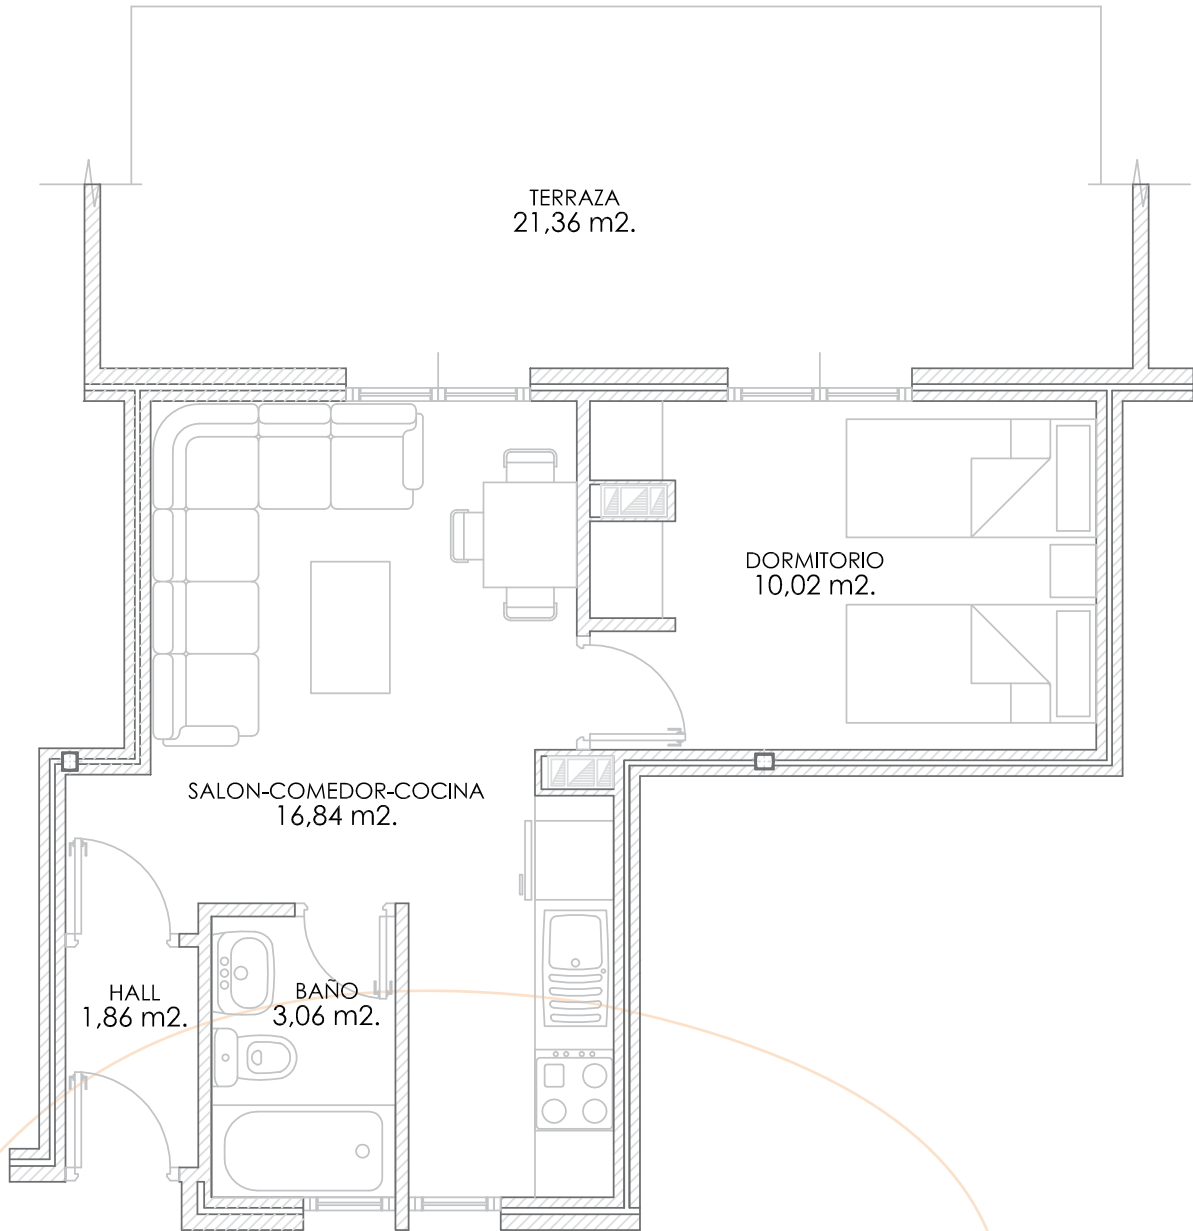 TERRAZA
21,36 m2.
DORMITORIO
10,02 m2.
SALON-COMEDOR-COCINA
16,84 m2.
HALL
1,86 m2.
BAÑO
3,06 m2.